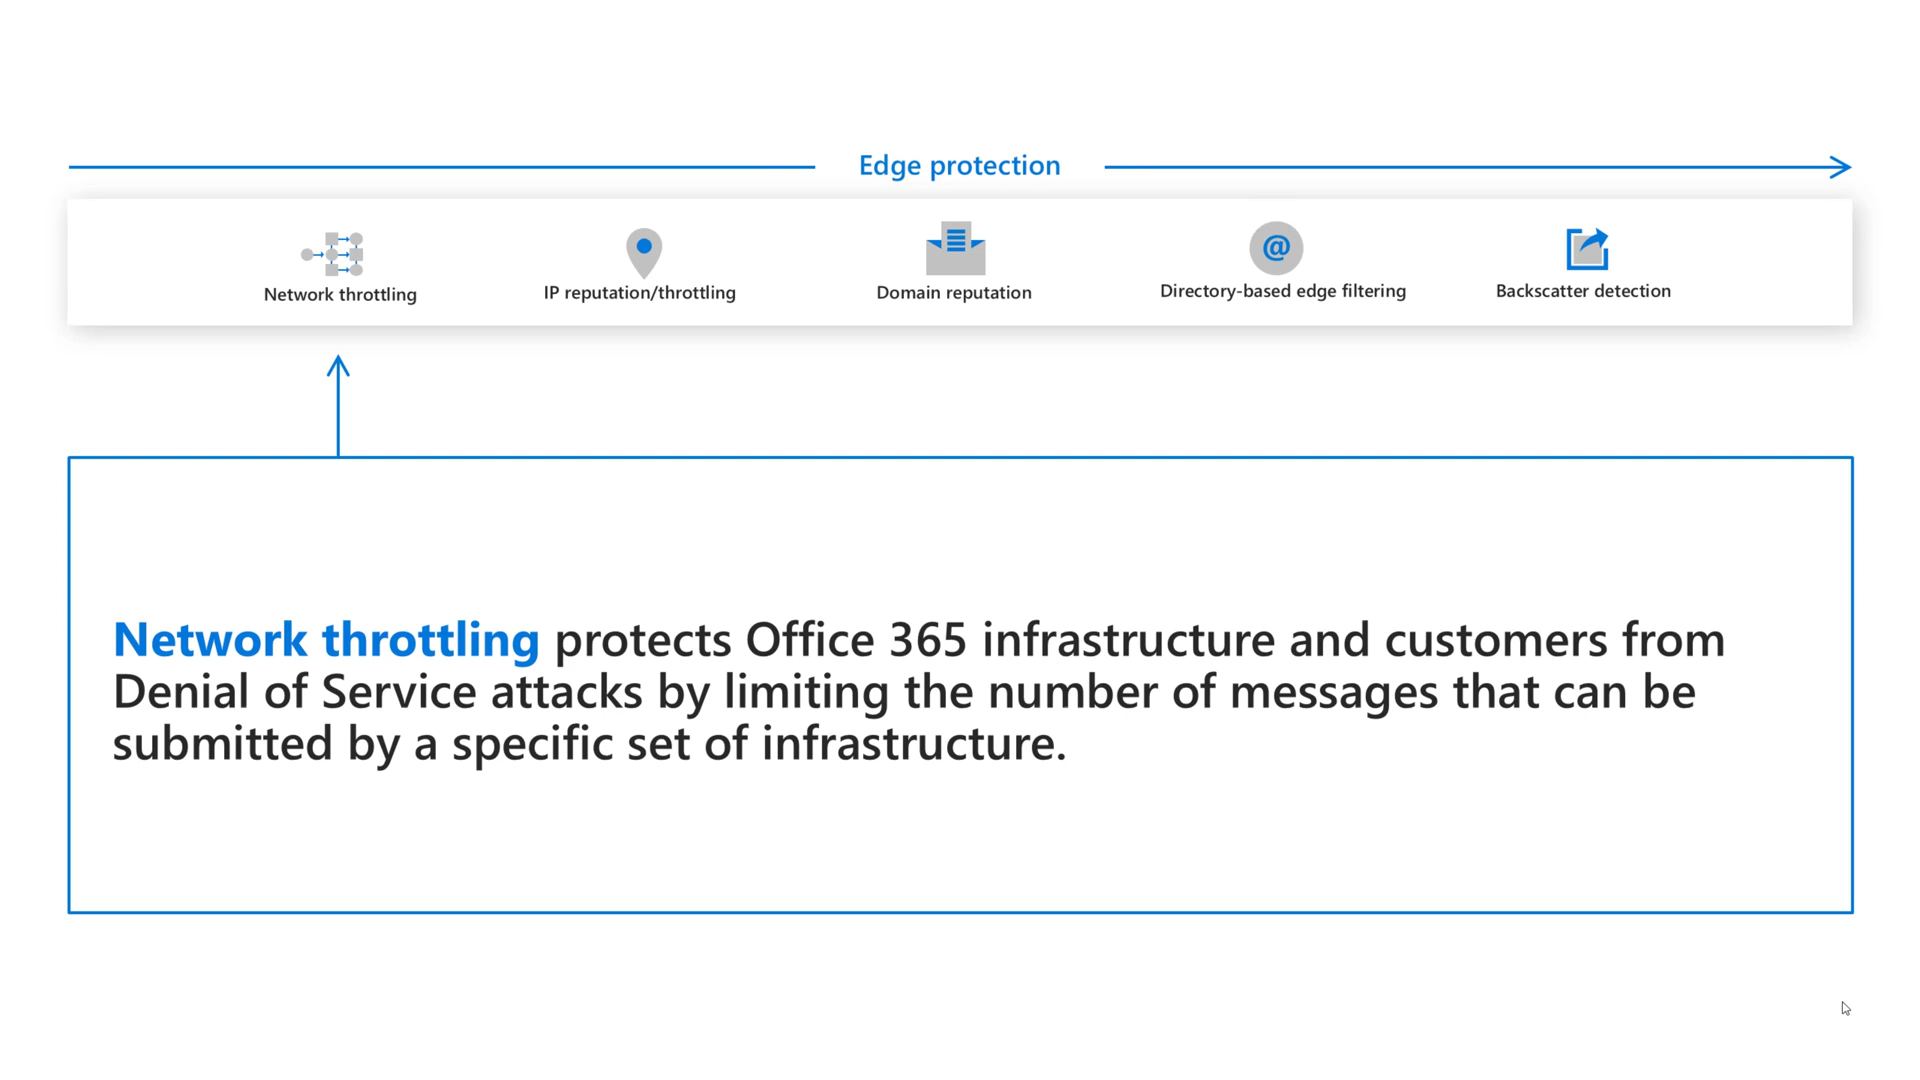 Edge protection
Network throttling
IP reputation/throttling
Domain reputation
@
Directory-based edge filtering
Backscatter detection
Network throttling protects Office 365 infrastructure and customers from
Denial of Service attacks by limiting the number of messages that can be
submitted by a specific set of infrastructure.